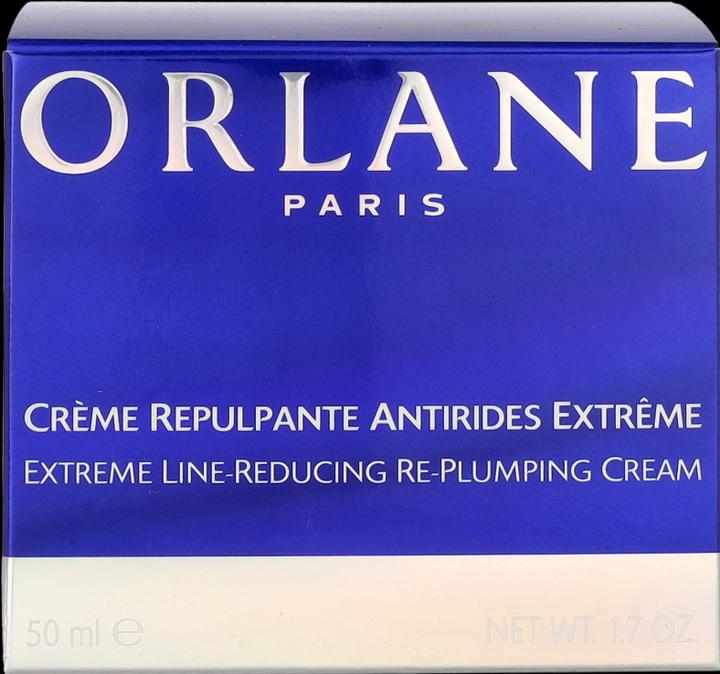 ORLANE
PARIS
CRÈME REPULPANTE ANTIRIDES EXTRÊME
EXTREME LINE-REDUCING RE-PLUMPING CREAM
50 ml ℮ NET WT. 1.7 OZ.